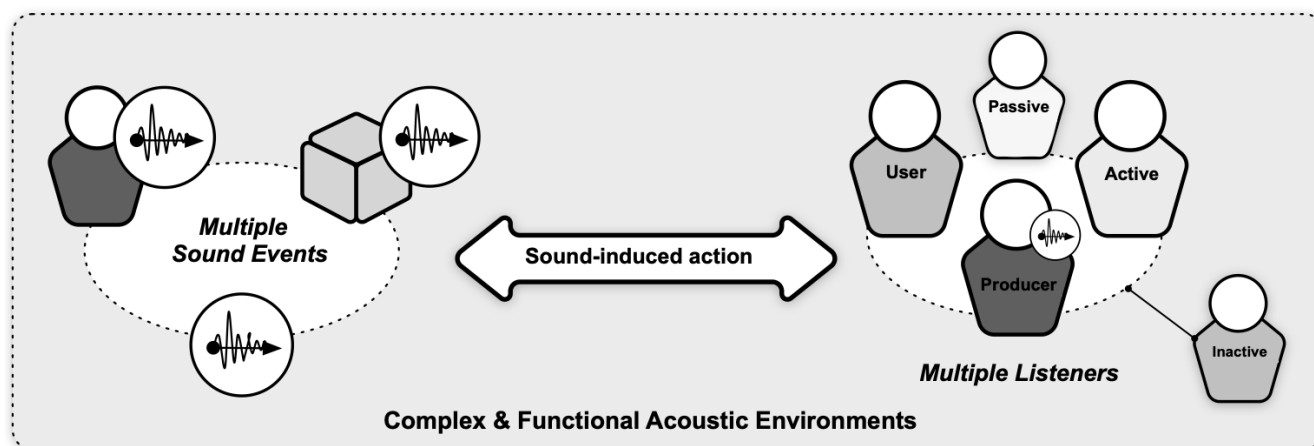 Passive
User
Active
Multiple
Sound Events
Sound-induced action
Producer
Inactive
Multiple Listeners
Complex & Functional Acoustic Environments